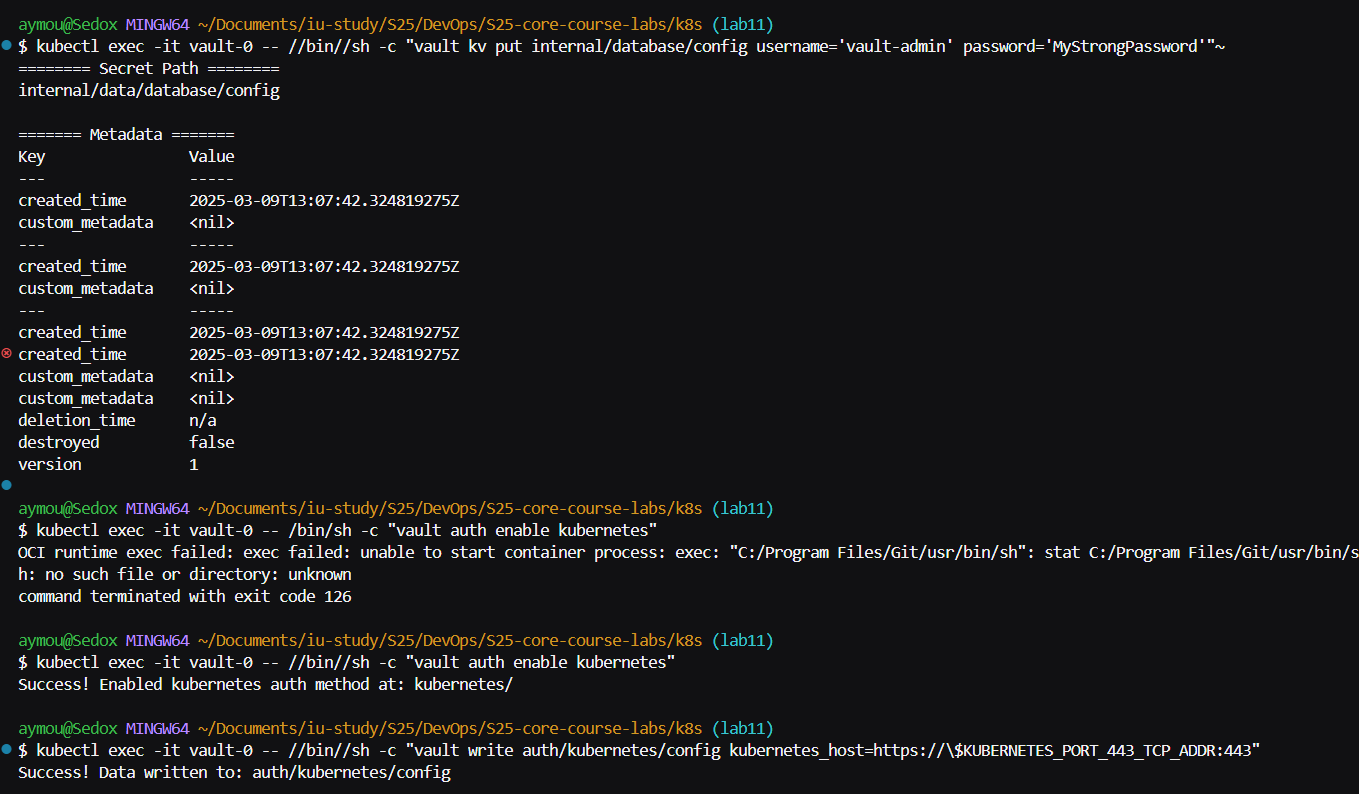 aymou@Sedox MINGW64 ~/Documents/iu-study/S25/DevOps/S25-core-course-labs/k8s (lab11)
$ kubectl exec -it vault-0 -- //bin//sh -c "vault kv put internal/database/config username='vault-admin' password='MyStrongPassword'"~
======== Secret Path ========
internal/data/database/config

======= Metadata =======
Key                Value
---                -----
created_time       2025-03-09T13:07:42.324819275Z
custom_metadata    <nil>
---                -----
created_time       2025-03-09T13:07:42.324819275Z
custom_metadata    <nil>
---                -----
created_time       2025-03-09T13:07:42.324819275Z
created_time       2025-03-09T13:07:42.324819275Z
custom_metadata    <nil>
custom_metadata    <nil>
deletion_time      n/a
destroyed          false
version            1

aymou@Sedox MINGW64 ~/Documents/iu-study/S25/DevOps/S25-core-course-labs/k8s (lab11)
$ kubectl exec -it vault-0 -- /bin/sh -c "vault auth enable kubernetes"
OCI runtime exec failed: exec failed: unable to start container process: exec: "C:/Program Files/Git/usr/bin/sh": stat C:/Program Files/Git/usr/bin/s
h: no such file or directory: unknown
command terminated with exit code 126

aymou@Sedox MINGW64 ~/Documents/iu-study/S25/DevOps/S25-core-course-labs/k8s (lab11)
$ kubectl exec -it vault-0 -- //bin//sh -c "vault auth enable kubernetes"
Success! Enabled kubernetes auth method at: kubernetes/

aymou@Sedox MINGW64 ~/Documents/iu-study/S25/DevOps/S25-core-course-labs/k8s (lab11)
$ kubectl exec -it vault-0 -- //bin//sh -c "vault write auth/kubernetes/config kubernetes_host=https://\$KUBERNETES_PORT_443_TCP_ADDR:443"
Success! Data written to: auth/kubernetes/config